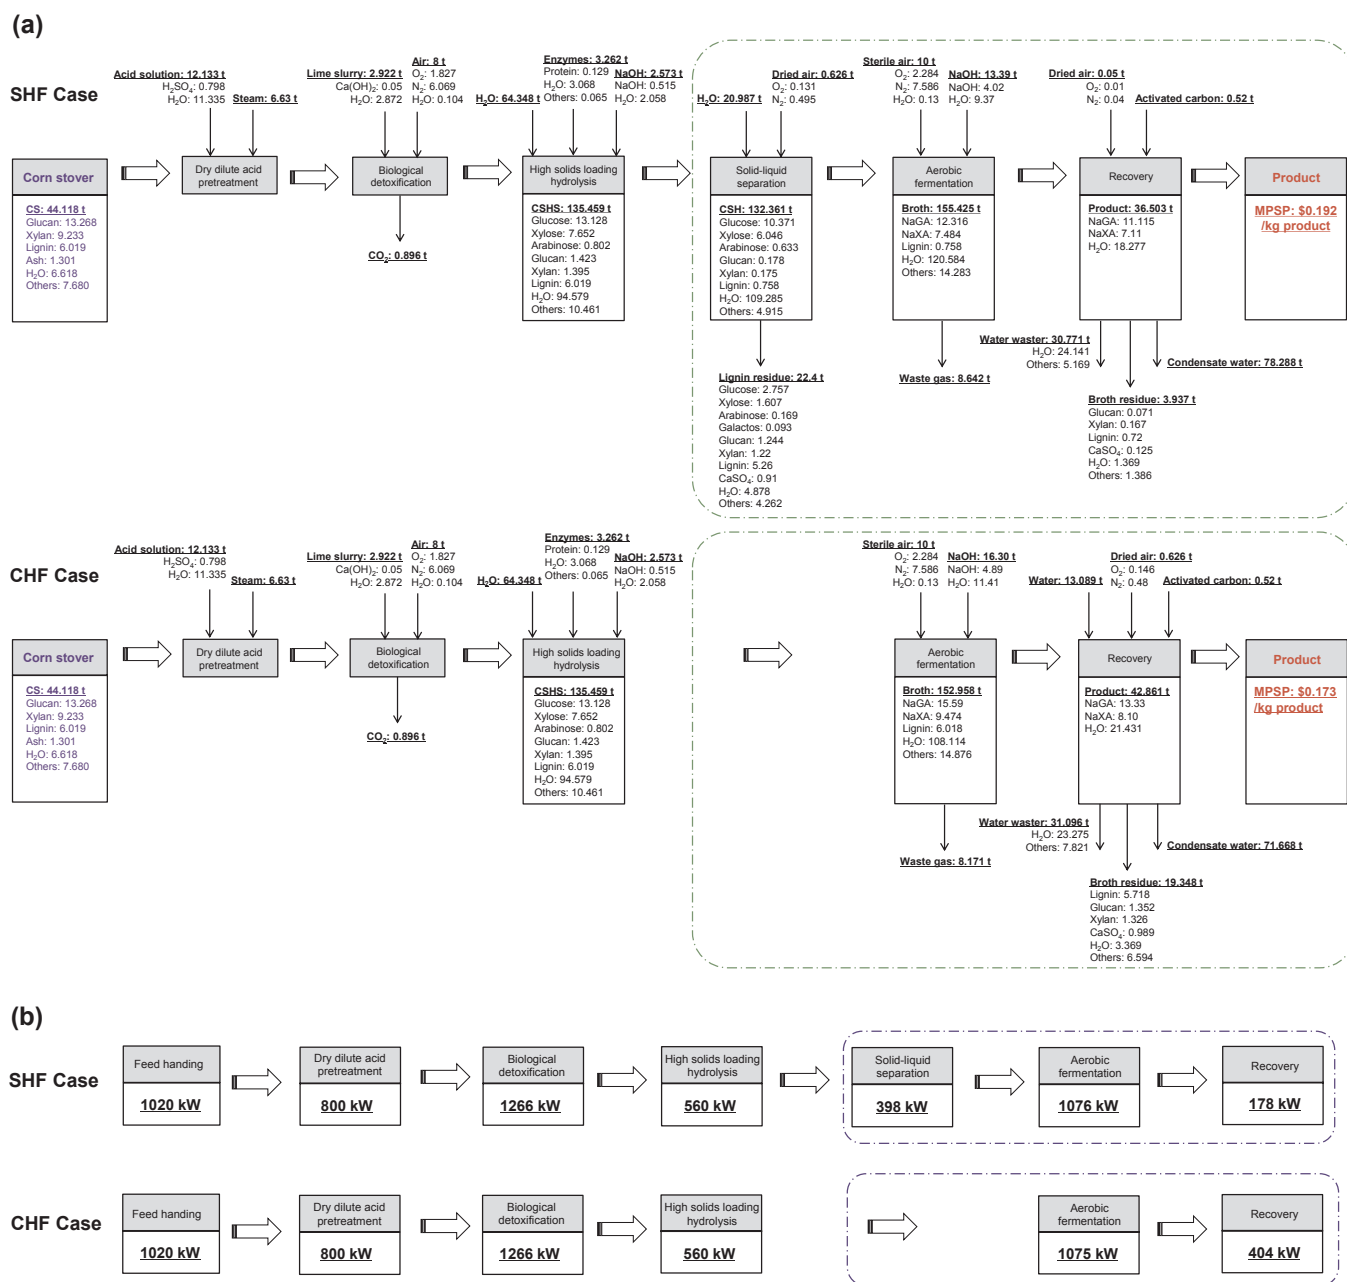 (a)
SHF Case
Acid solution: 12.133 t
H₂SO₄: 0.798
H₂O: 11.335
Steam: 6.63 t
Lime slurry: 2.922 t
Ca(OH)₂: 0.05
H₂O: 2.872
Air: 8 t
O₂: 1.827
N₂: 6.069
H₂O: 0.104
H₂O: 64.348 t
Enzymes: 3.262 t
Protein: 0.129
H₂O: 3.068
Others: 0.065
NaOH: 2.573 t
NaOH: 0.515
H₂O: 2.058
H₂O: 20.987 t
Dried air: 0.626 t
O₂: 0.131
N₂: 0.495
Sterile air: 10 t
O₂: 2.284
N₂: 7.586
H₂O: 0.13
NaOH: 13.39 t
NaOH: 4.02
H₂O: 9.37
Dried air: 0.05 t
O₂: 0.01
N₂: 0.04
Activated carbon: 0.52 t
Corn stover
CS: 44.118 t
Glucan: 13.268
Xylan: 9.233
Lignin: 6.019
Ash: 1.301
H₂O: 6.618
Others: 7.680
Dry dilute acid
pretreatment
Biological
detoxification
CO₂: 0.896 t
High solids loading
hydrolysis
CSHS: 135.459 t
Glucose: 13.128
Xylose: 7.652
Arabinose: 0.802
Glucan: 1.423
Xylan: 1.395
Lignin: 6.019
H₂O: 94.579
Others: 10.461
Solid-liquid
separation
CSH: 132.361 t
Glucose: 10.371
Xylose: 6.046
Arabinose: 0.633
Glucan: 0.178
Xylan: 0.175
Lignin: 0.758
H₂O: 109.285
Others: 4.915
Lignin residue: 22.4 t
Glucose: 2.757
Xylose: 1.607
Arabinose: 0.169
Galactos: 0.093
Glucan: 1.244
Xylan: 1.22
Lignin: 5.26
CaSO₄: 0.91
H₂O: 4.878
Others: 4.262
Aerobic
fermentation
Broth: 155.425 t
NaGA: 12.316
NaXA: 7.484
Lignin: 0.758
H₂O: 120.584
Others: 14.283
Waste gas: 8.642 t
Recovery
Product: 36.503 t
NaGA: 11.115
NaXA: 7.11
H₂O: 18.277
Water waster: 30.771 t
H₂O: 24.141
Others: 5.169
Condensate water: 78.288 t
Broth residue: 3.937 t
Glucan: 0.071
Xylan: 0.167
Lignin: 0.72
CaSO₄: 0.125
H₂O: 1.369
Others: 1.386
Product
MPSP: $0.192
/kg product
CHF Case
Acid solution: 12.133 t
H₂SO₄: 0.798
H₂O: 11.335
Steam: 6.63 t
Lime slurry: 2.922 t
Ca(OH)₂: 0.05
H₂O: 2.872
Air: 8 t
O₂: 1.827
N₂: 6.069
H₂O: 0.104
H₂O: 64.348 t
Enzymes: 3.262 t
Protein: 0.129
H₂O: 3.068
Others: 0.065
NaOH: 2.573 t
NaOH: 0.515
H₂O: 2.058
Sterile air: 10 t
O₂: 2.284
N₂: 7.586
H₂O: 0.13
NaOH: 16.30 t
NaOH: 4.89
H₂O: 11.41
Water: 13.089 t
Dried air: 0.626 t
O₂: 0.146
N₂: 0.48
Activated carbon: 0.52 t
Corn stover
CS: 44.118 t
Glucan: 13.268
Xylan: 9.233
Lignin: 6.019
Ash: 1.301
H₂O: 6.618
Others: 7.680
Dry dilute acid
pretreatment
Biological
detoxification
CO₂: 0.896 t
High solids loading
hydrolysis
CSHS: 135.459 t
Glucose: 13.128
Xylose: 7.652
Arabinose: 0.802
Glucan: 1.423
Xylan: 1.395
Lignin: 6.019
H₂O: 94.579
Others: 10.461
Aerobic
fermentation
Broth: 152.958 t
NaGA: 15.59
NaXA: 9.474
Lignin: 6.018
H₂O: 108.114
Others: 14.876
Waste gas: 8.171 t
Recovery
Product: 42.861 t
NaGA: 13.33
NaXA: 8.10
H₂O: 21.431
Water waster: 31.096 t
H₂O: 23.275
Others: 7.821
Condensate water: 71.668 t
Broth residue: 19.348 t
Lignin: 5.718
Glucan: 1.352
Xylan: 1.326
CaSO₄: 0.989
H₂O: 3.369
Others: 6.594
Product
MPSP: $0.173
/kg product
(b)
SHF Case
Feed handing
1020 kW
Dry dilute acid
pretreatment
800 kW
Biological
detoxification
1266 kW
High solids loading
hydrolysis
560 kW
Solid-liquid
separation
398 kW
Aerobic
fermentation
1076 kW
Recovery
178 kW
CHF Case
Feed handing
1020 kW
Dry dilute acid
pretreatment
800 kW
Biological
detoxification
1266 kW
High solids loading
hydrolysis
560 kW
Aerobic
fermentation
1075 kW
Recovery
404 kW